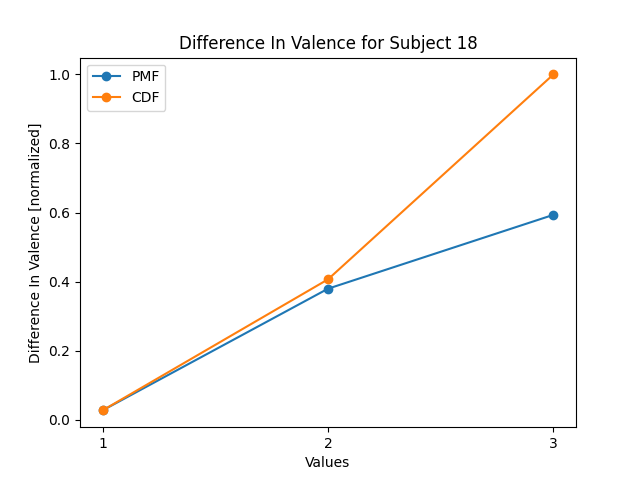 Difference In Valence for Subject 18
PMF
CDF
Difference In Valence [normalized]
1.0
0.8
0.6
0.4
0.2
0.0
1 2 3
Values